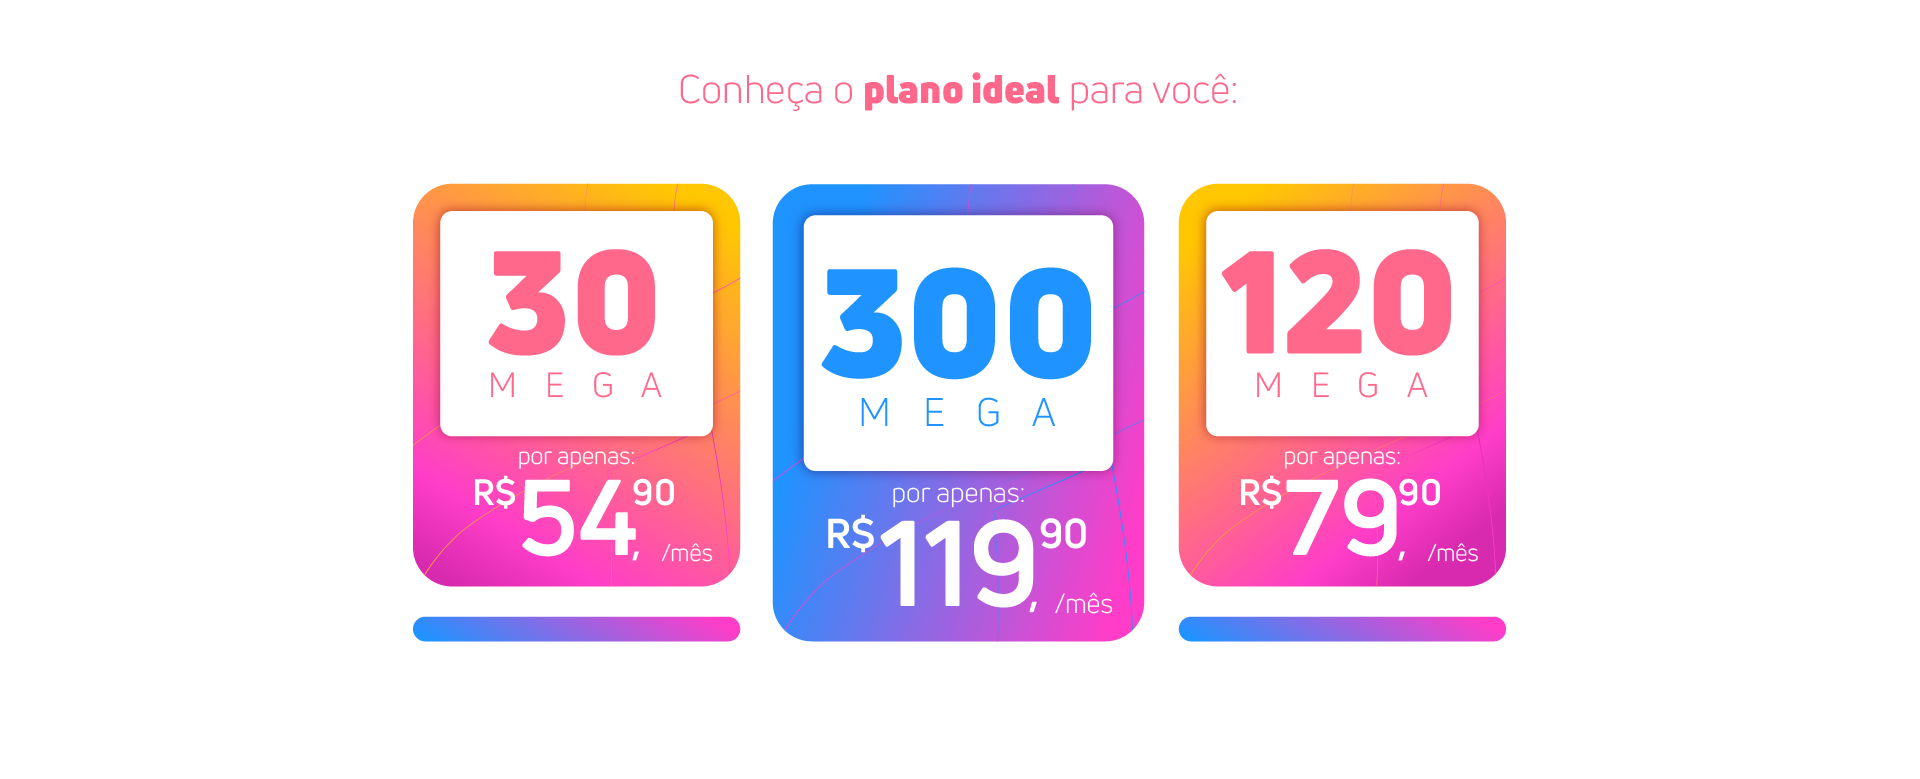 Conheça o plano ideal para você:
30
MEGA
por apenas:
R$54,90 /mês
300
MEGA
por apenas:
R$119,90 /mês
120
MEGA
por apenas:
R$79,90 /mês